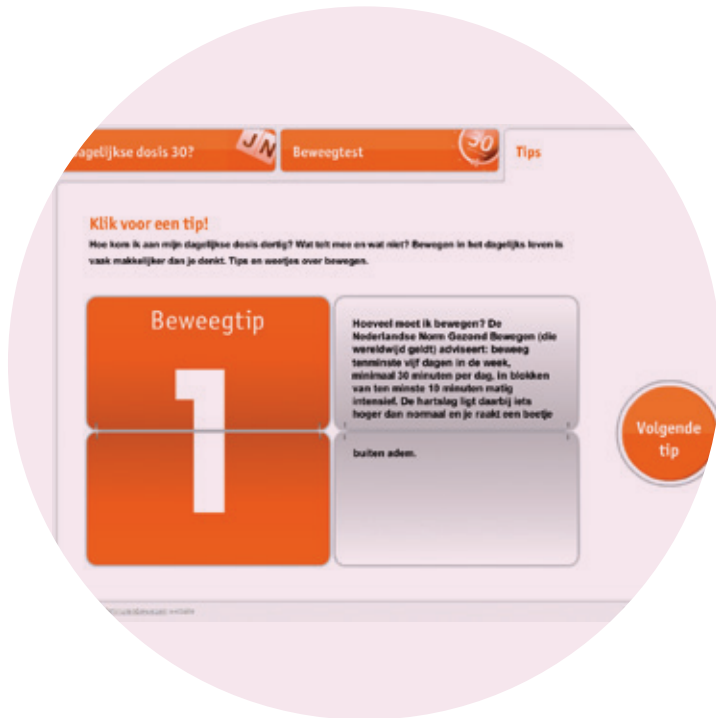 agelijkse dosis 30?
J N
Beweegtest
30
Tips
Klik voor een tip!
Hoe kom ik aan mijn dagelijkse dosis dertig? Wat telt mee en wat niet? Bewegen in het dagelijks leven is
vaak makkelijker dan je denkt. Tips en weetjes over bewegen.
Beweegtip
1
Hoeveel moet ik bewegen? De
Nederlandse Norm Gezond Bewegen (die
wereldwijd geldt) adviseert: beweeg
tenminste vijf dagen in de week,
minimaal 30 minuten per dag, in blokken
van ten minste 10 minuten matig
intensief. De hartslag ligt daarbij iets
hoger dan normaal en je raakt een beetje
buiten adem.
Volgende
tip
website